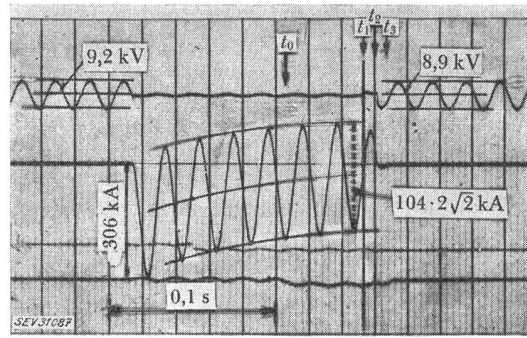 9,2 kV
t₀
t₁
t₂
t₃
8,9 kV
306 kA
104·2√2 kA
0,1 s
SEV31087